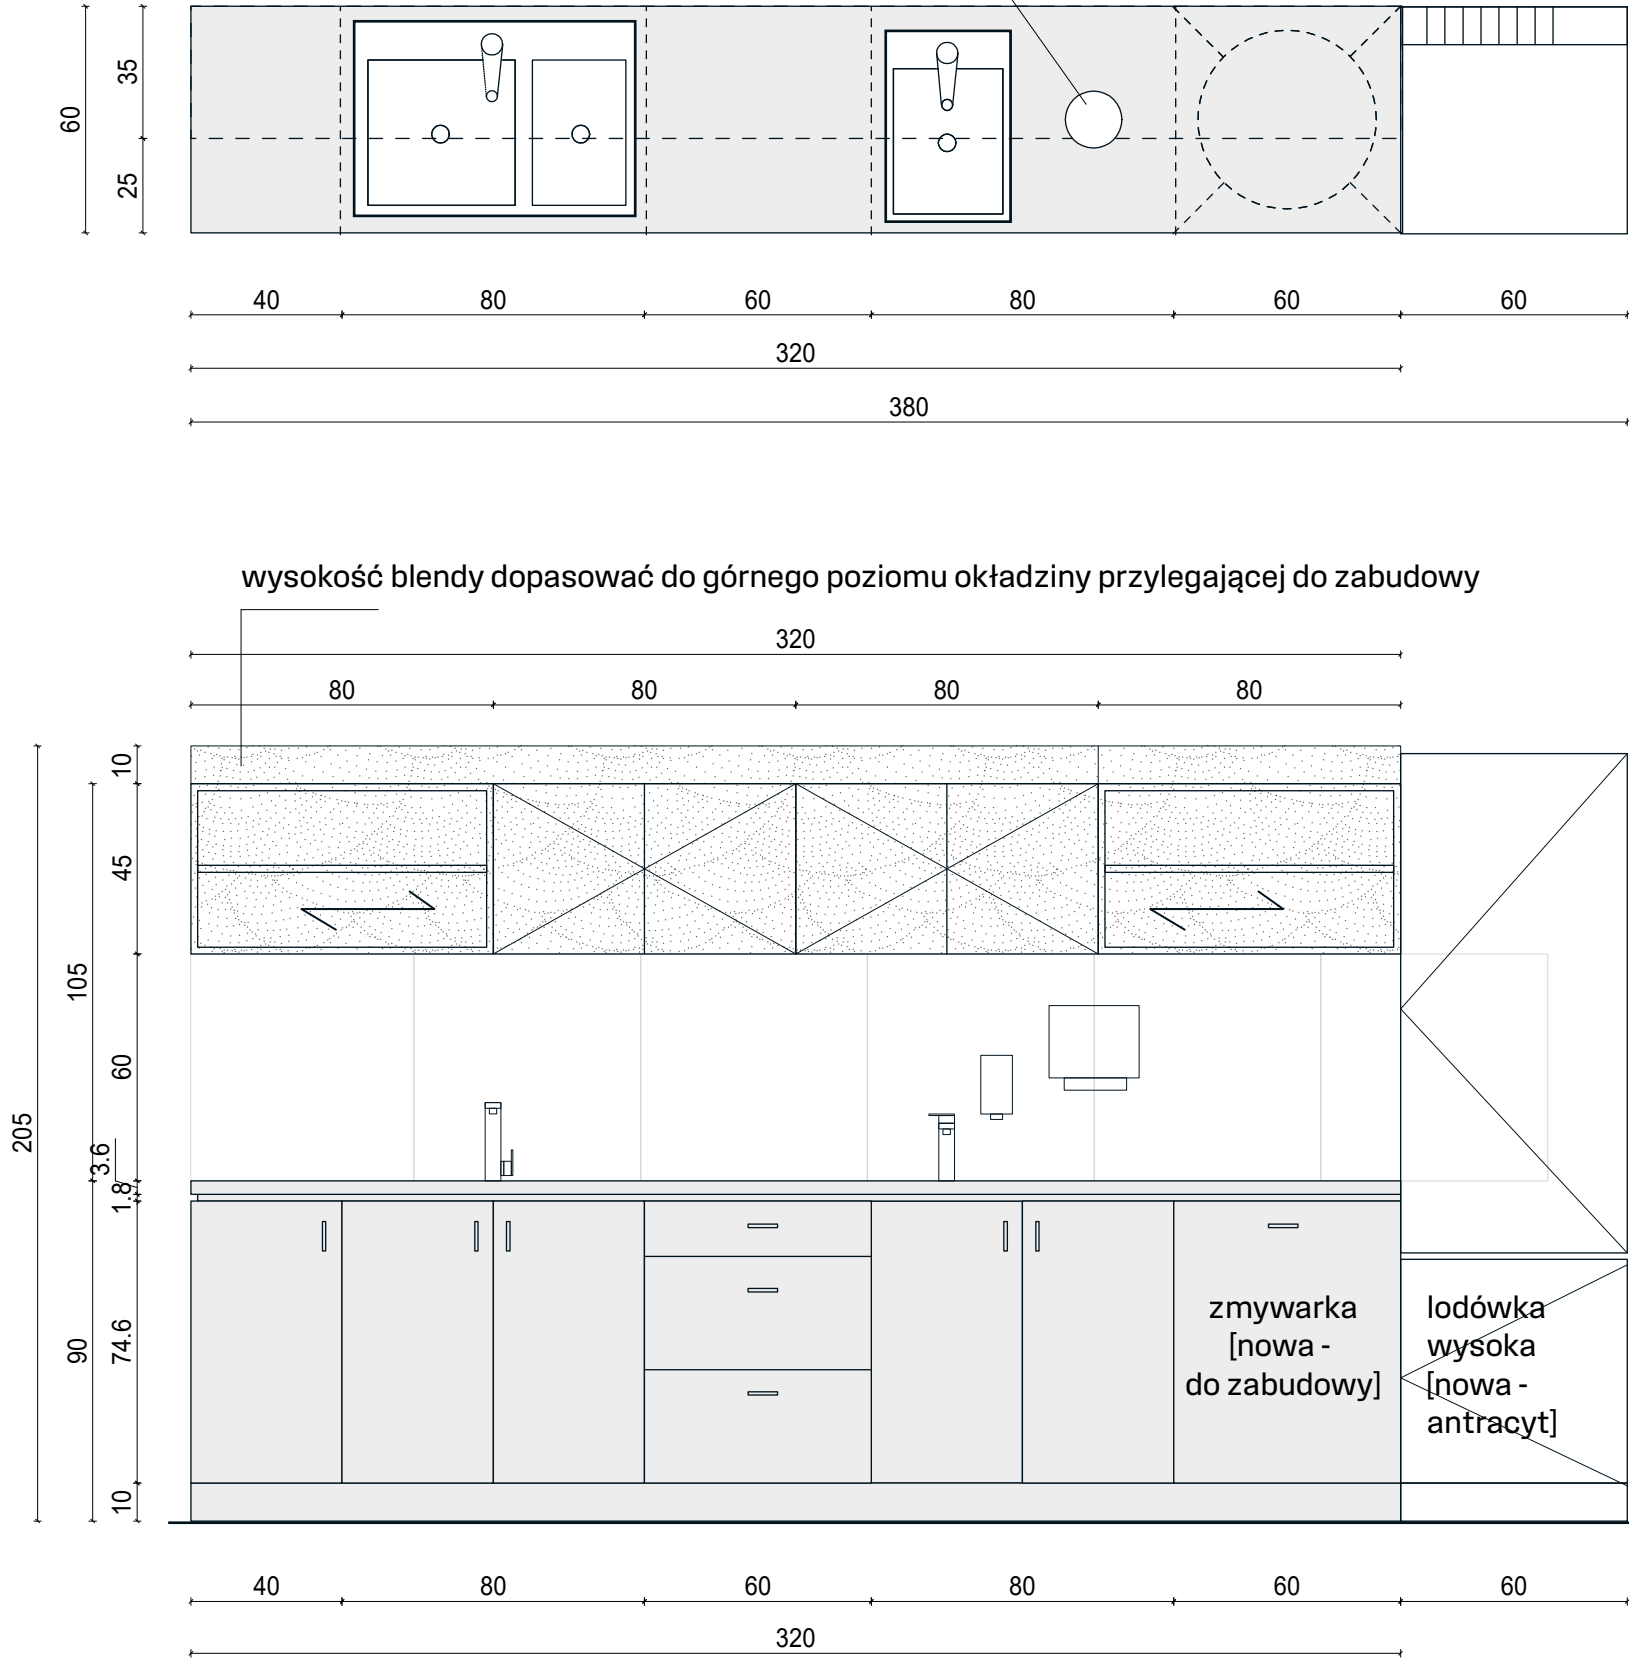 35
60
25
40 80 60 80 60 60
320
380
wysokość blendy dopasować do górnego poziomu okładziny przylegającej do zabudowy
320
80 80 80 80
10
45
105
60
205
3.6
1.8
90
74.6
10
zmywarka
[nowa -
do zabudowy]
lodówka
wysoka
[nowa -
antracyt]
40 80 60 80 60 60
320